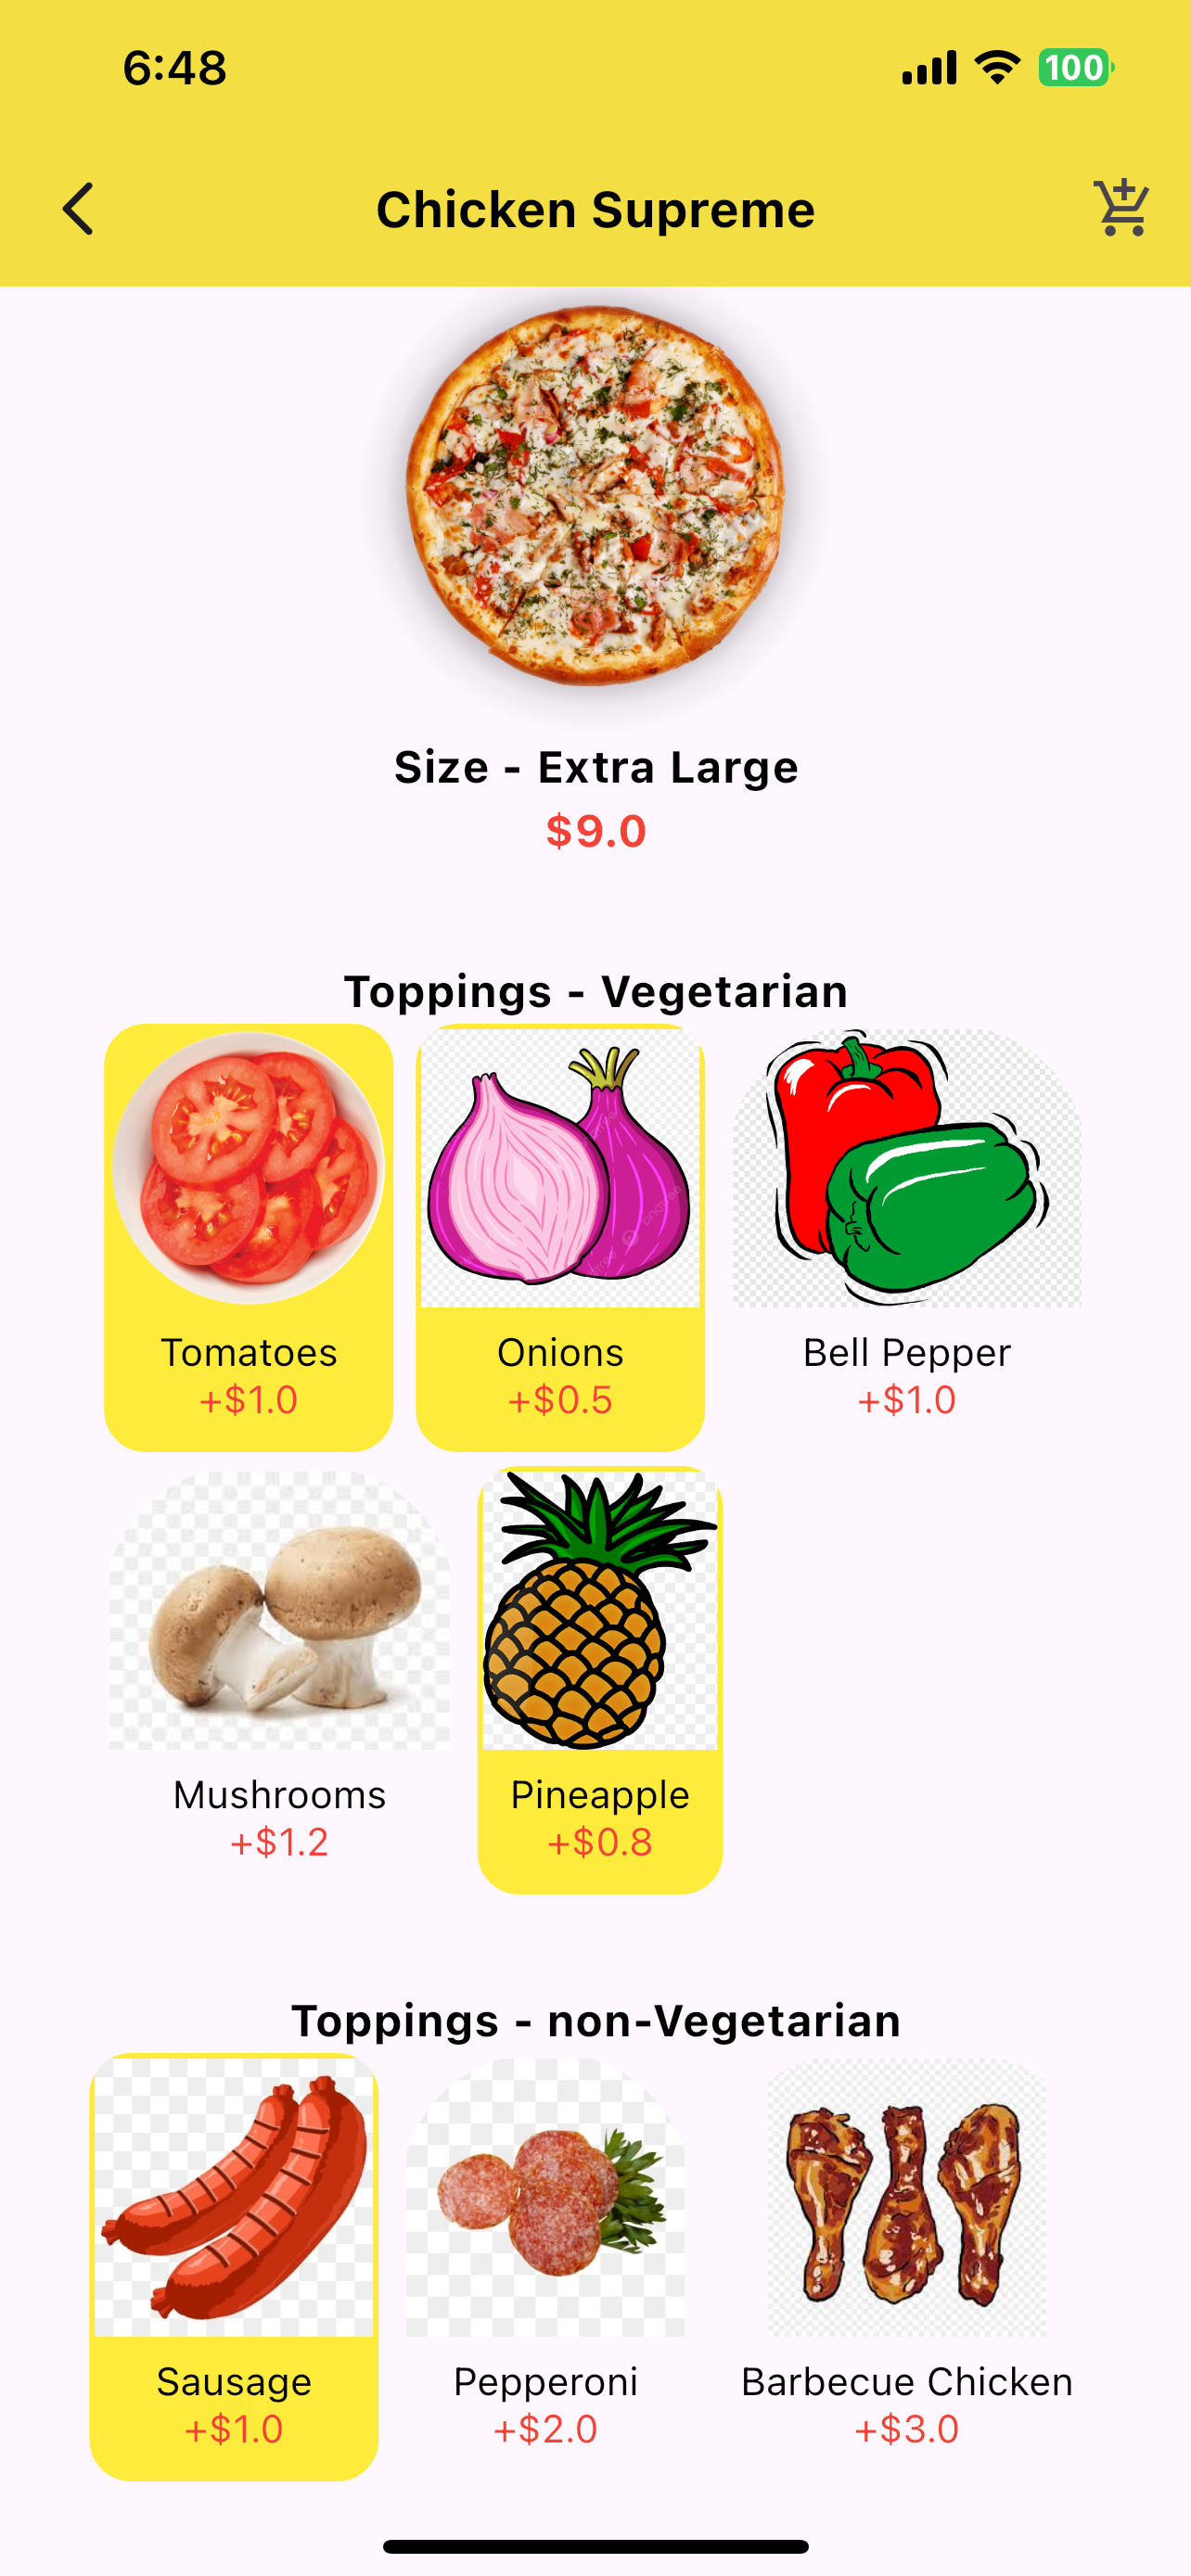 6:48
100
Chicken Supreme
Size - Extra Large
$9.0
Toppings - Vegetarian
Tomatoes
+$1.0
Onions
+$0.5
Bell Pepper
+$1.0
Mushrooms
+$1.2
Pineapple
+$0.8
Toppings - non-Vegetarian
Sausage
+$1.0
Pepperoni
+$2.0
Barbecue Chicken
+$3.0